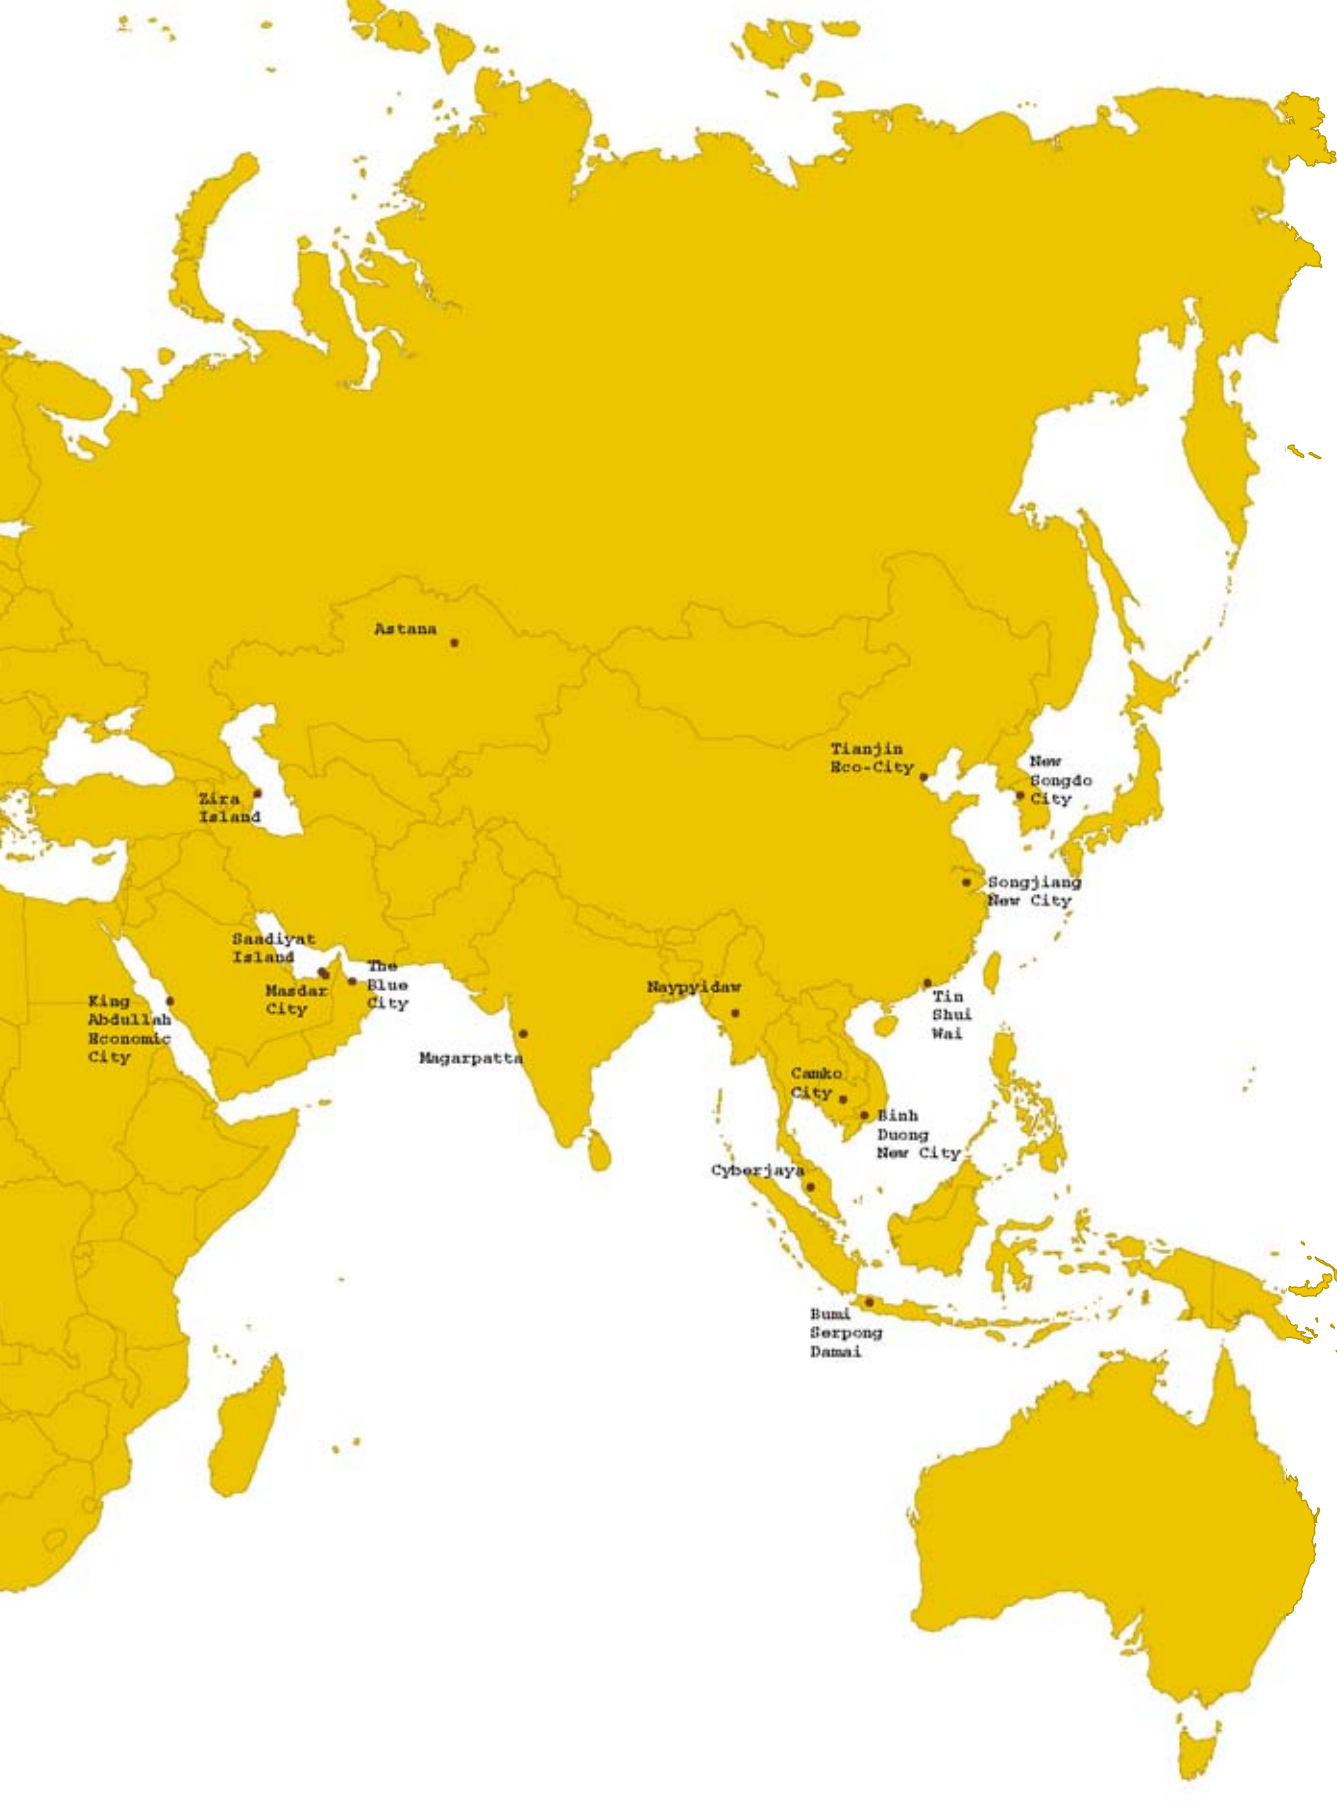 Astana
Tianjin
Eco-City
New
Songdo
City
Zira
Island
Songjiang
New City
Saadiyat
Island
The
Blue
City
Masdar
City
King
Abdullah
Economic
City
Naypyidaw
Tin
Shui
Wai
Magarpatta
Camko
City
Binh
Duong
New City
Cyberjaya
Bumi
Serpong
Damai